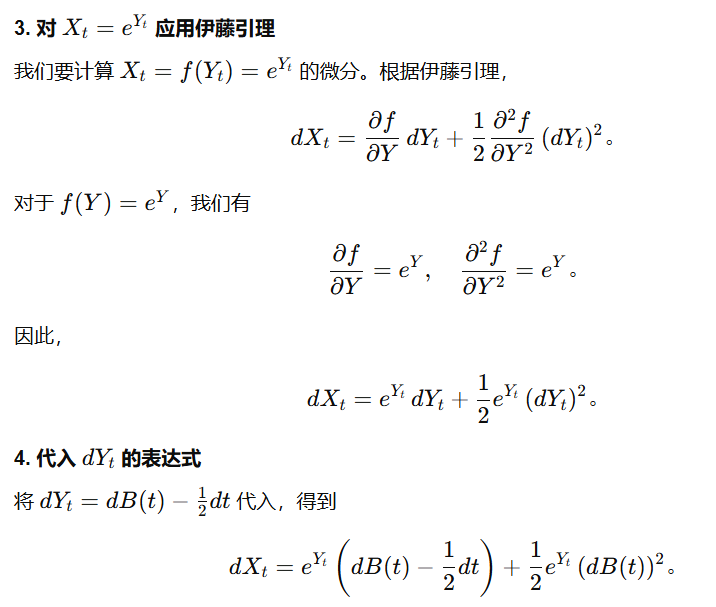 3. 对 $X_t = e^{Y_t}$ 应用伊藤引理
我们要计算 $X_t = f(Y_t) = e^{Y_t}$ 的微分。根据伊藤引理，
$$dX_t = \frac{\partial f}{\partial Y} \, dY_t + \frac{1}{2} \frac{\partial^2 f}{\partial Y^2} \, (dY_t)^2 。$$
对于 $f(Y) = e^Y$，我们有
$$\frac{\partial f}{\partial Y} = e^Y, \quad \frac{\partial^2 f}{\partial Y^2} = e^Y 。$$
因此，
$$dX_t = e^{Y_t} \, dY_t + \frac{1}{2} e^{Y_t} \, (dY_t)^2 。$$
4. 代入 $dY_t$ 的表达式
将 $dY_t = dB(t) - \frac{1}{2} dt$ 代入，得到
$$dX_t = e^{Y_t} \left( dB(t) - \frac{1}{2} dt \right) + \frac{1}{2} e^{Y_t} \, (dB(t))^2 。$$